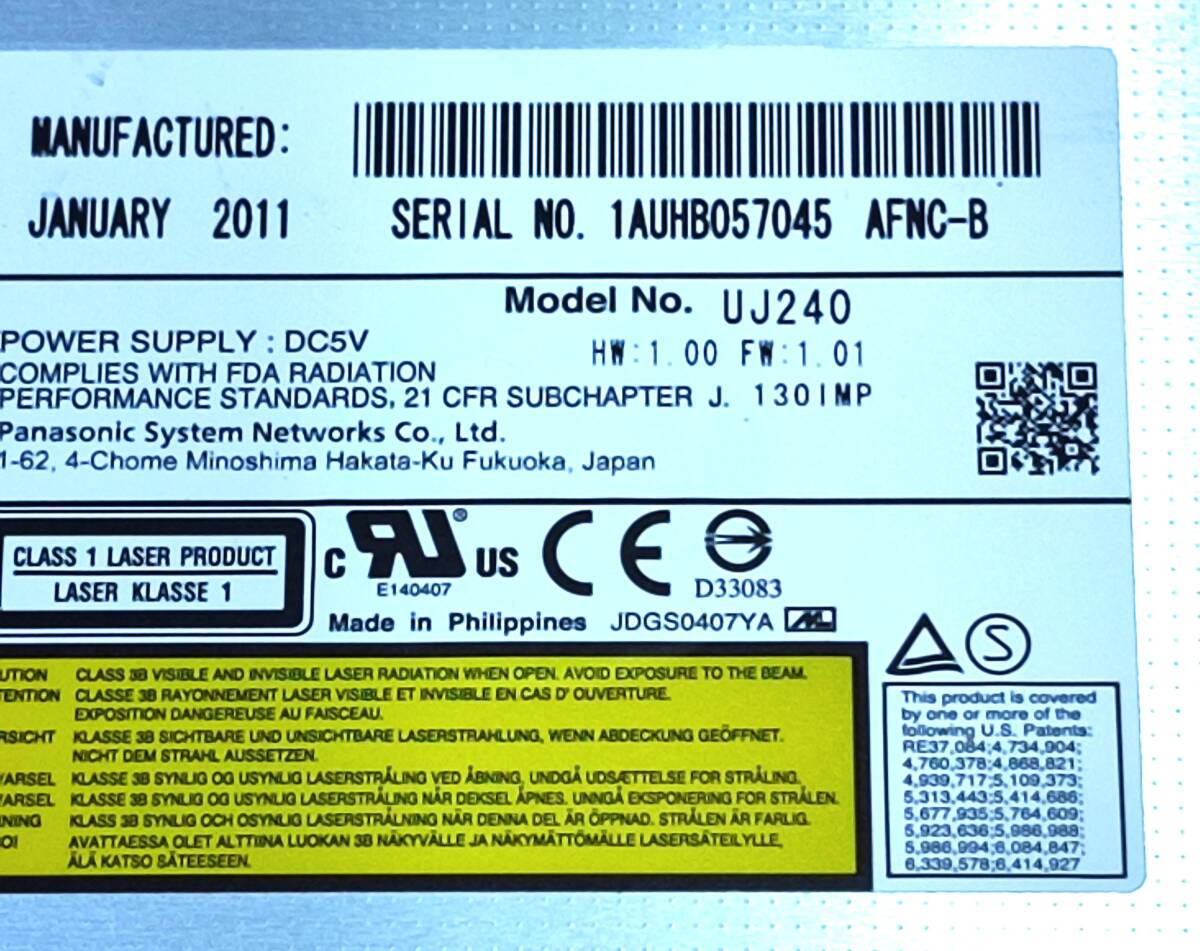 MANUFACTURED:
JANUARY 2011
SERIAL NO. 1AUHB057045 AFNC-B
Model No. UJ240
HW:1.00 FW:1.01
POWER SUPPLY : DC5V
COMPLIES WITH FDA RADIATION
PERFORMANCE STANDARDS, 21 CFR SUBCHAPTER J. 130IMP
Panasonic System Networks Co., Ltd.
1-62, 4-Chome Minoshima Hakata-Ku Fukuoka, Japan
CLASS 1 LASER PRODUCT
LASER KLASSE 1
C RU ® US CE
E140407
D33083
Made in Philippines JDGS0407YA
S
UTION CLASS 3B VISIBLE AND INVISIBLE LASER RADIATION WHEN OPEN. AVOID EXPOSURE TO THE BEAM.
TENTION CLASSE 3B RAYONNEMENT LASER VISIBLE ET INVISIBLE EN CAS D' OUVERTURE.
EXPOSITION DANGEREUSE AU FAISCEAU.
RSICHT KLASSE 3B SICHTBARE UND UNSICHTBARE LASERSTRAHLUNG, WENN ABDECKUNG GEÖFFNET.
NICHT DEM STRAHL AUSSETZEN.
VARSEL KLASSE 3B SYNLIG OG USYNLIG LASERSTRÅLING VED ÅBNING. UNDGÅ UDSÆTTELSE FOR STRÅLING.
VARSEL KLASSE 3B SYNLIG OG USYNLIG LASERSTRÅLING NÅR DEKSEL ÅPNES. UNNGÅ EKSPONERING FOR STRÅLEN.
RNING KLASS 3B SYNLIG OCH OSYNLIG LASERSTRÅLNING NÄR DENNA DEL ÄR ÖPPNAD. STRÅLEN ÄR FARLIG.
OI AVATTAESSA OLET ALTTIINA LUOKAN 3B NÄKYVÄLLE JA NÄKYMÄTTÖMÄLLE LASERSÄTEILYLLE,
ÄLÄ KATSO SÄTEESEEN.
This product is covered
by one or more of the
following U.S. Patents:
RE37,084;4,734,904;
4,760,378;4,868,821;
4,939,717;5,109,373;
5,313,443;5,414,686;
5,677,935;5,764,609;
5,923,636;5,986,988;
5,986,994;6,084,847;
6,339,578;6,414,927